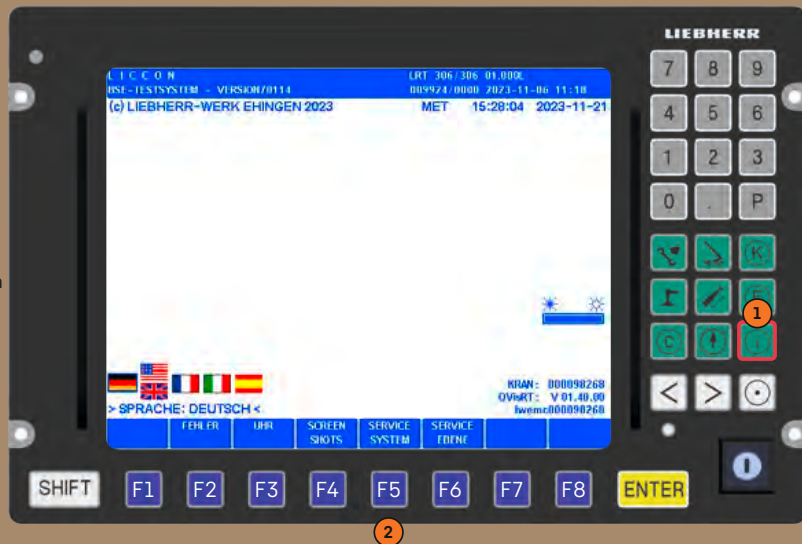 LIEBHERR
L I C C O N LRT 306/306 01.000L
BSE-TESTSYSTEM - VERSION/0114 009924/0000 2023-11-06 11:18
(c) LIEBHERR-WERK EHINGEN 2023 MET 15:28:04 2023-11-21
7 8 9
4 5 6
1 2 3
0 . P
K
1
C i
< >
KRAN: 000098268
OVisRT: V 01.40.00
> SPRACHE: DEUTSCH <
FEHLER UHR SCREEN SHOTS SERVICE SYSTEM SERVICE EBENE
SHIFT F1 F2 F3 F4 F5 F6 F7 F8 ENTER
2